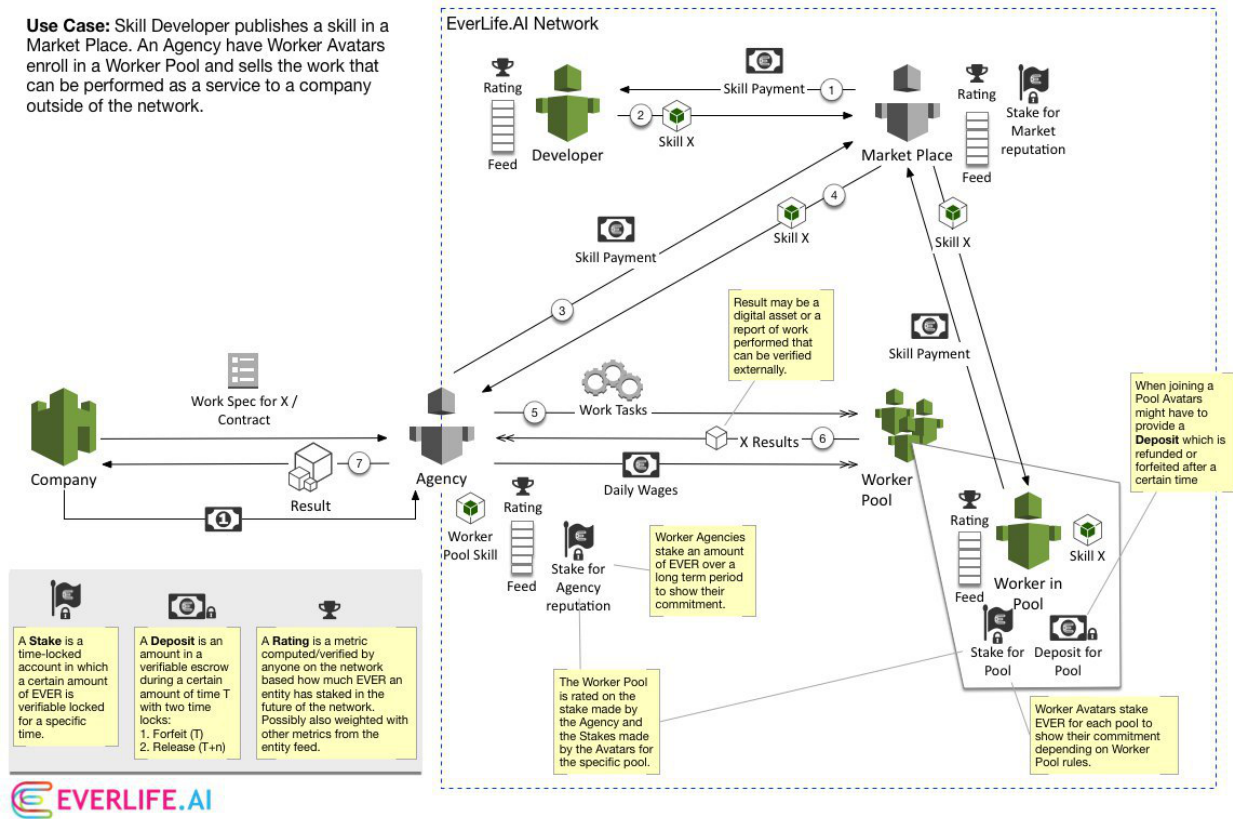 Use Case: Skill Developer publishes a skill in a
Market Place. An Agency have Worker Avatars
enroll in a Worker Pool and sells the work that
can be performed as a service to a company
outside of the network.
EverLife.AI Network
Rating
Feed
Developer
Skill Payment
1
2
Skill X
Market Place
Rating
Feed
Stake for
Market
reputation
Skill Payment
3
4
Skill X
Skill X
Skill Payment
Result may be a
digital asset or a
report of work
performed that
can be verified
externally.
When joining a
Pool Avatars
might have to
provide a
Deposit which is
refunded or
forfeited after a
certain time
Company
Work Spec for X /
Contract
7
Result
1
Agency
5
Work Tasks
X Results
6
Daily Wages
Worker
Pool
Worker
Pool Skill
Rating
Feed
Stake for
Agency
reputation
Worker Agencies
stake an amount
of EVER over a
long term period
to show their
commitment.
Rating
Feed
Worker in
Pool
Skill X
Stake for
Pool
Deposit for
Pool
The Worker Pool
is rated on the
stake made by
the Agency and
the Stakes made
by the Avatars for
the specific pool.
Worker Avatars stake
EVER for each pool to
show their commitment
depending on Worker
Pool rules.
A Stake is a
time-locked
account in which
a certain amount
of EVER is
verifiable locked
for a specific
time.
A Deposit is an
amount in a
verifiable escrow
during a certain
amount of time T
with two time
locks:
1. Forfeit (T)
2. Release (T+n)
A Rating is a metric
computed/verified by
anyone on the network
based how much EVER an
entity has staked in the
future of the network.
Possibly also weighted with
other metrics from the
entity feed.
EVERLIFE.AI